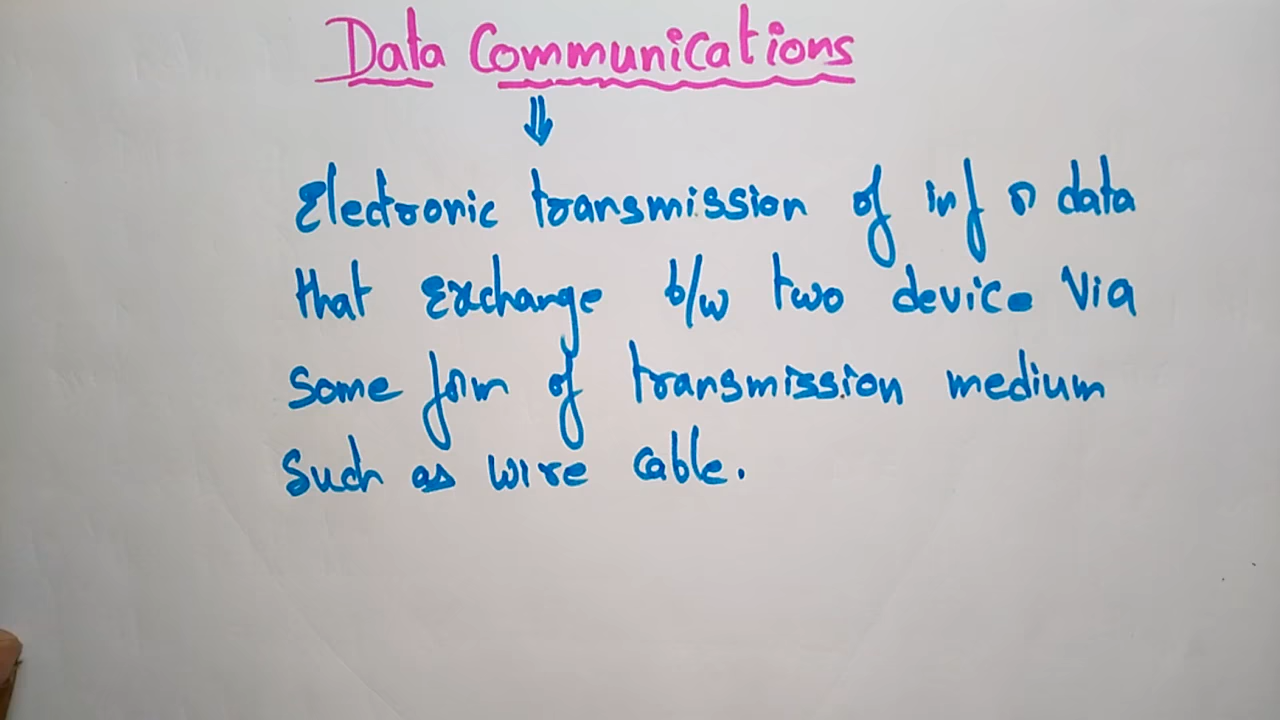 Data Communications
⇓
Electronic transmission of inf or data
that exchange b/w two device Via
Some form of transmission medium
Such as wire cable.